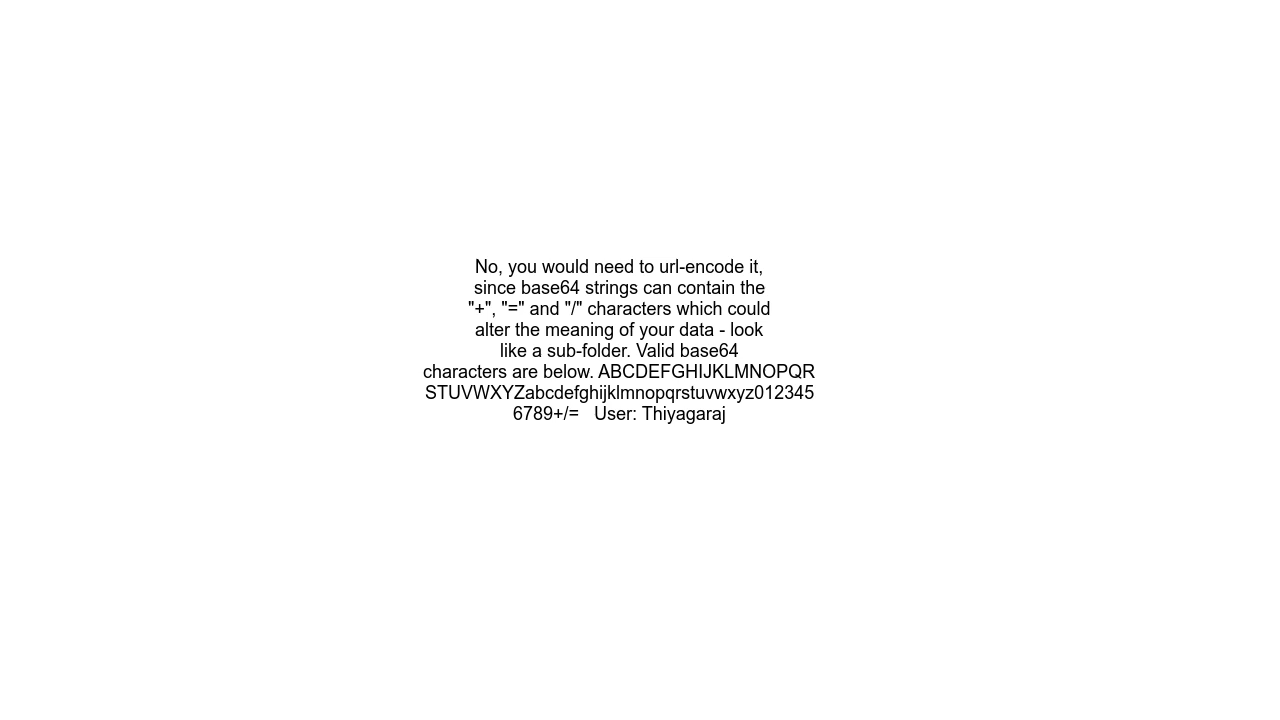 No, you would need to url-encode it,
since base64 strings can contain the
"+", "=" and "/" characters which could
alter the meaning of your data - look
like a sub-folder. Valid base64
characters are below. ABCDEFGHIJKLMNOPQR
STUVWXYZabcdefghijklmnopqrstuvwxyz012345
6789+/=   User: Thiyagaraj